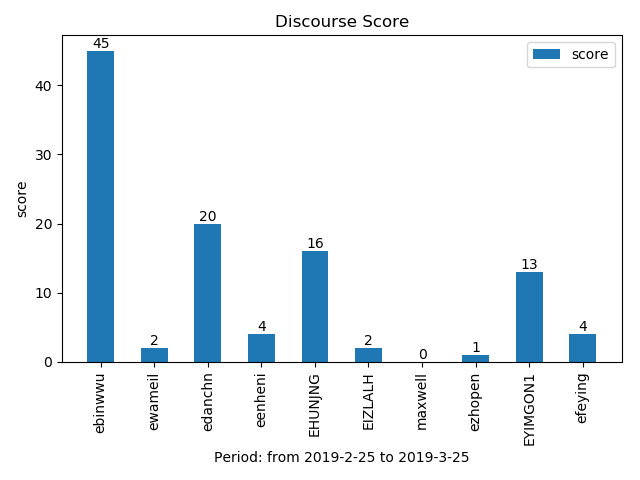 Discourse Score
score
score
40
30
20
10
0
45
2
20
4
16
2
0
1
13
4
ebinwwu
ewameil
edanchn
eenheni
EHUNJNG
EIZLALH
maxwell
ezhopen
EYIMGON1
efeying
Period: from 2019-2-25 to 2019-3-25